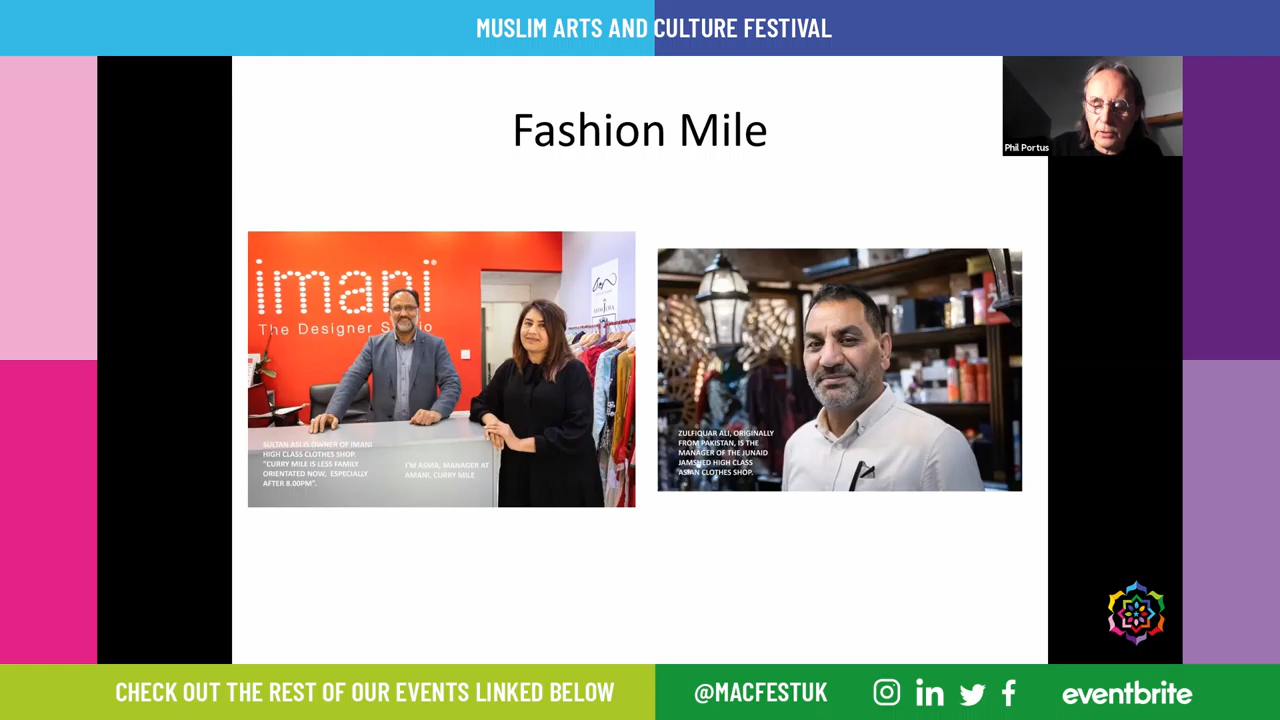 MUSLIM ARTS AND CULTURE FESTIVAL
Fashion Mile
Phil Portus
imani
The Designer Studio
SULTAN ASI IS OWNER OF IMANI
HIGH CLASS CLOTHES SHOP.
"CURRY MILE IS LESS FAMILY
ORIENTATED NOW, ESPECIALLY
AFTER 8.00PM".
I'M ASMA, MANAGER AT
AMANI, CURRY MILE
ZULFIQUAR ALI, ORIGINALLY
FROM PAKISTAN, IS THE
MANAGER OF THE JUNAID
JAMSHED HIGH CLASS
ASIAN CLOTHES SHOP.
CHECK OUT THE REST OF OUR EVENTS LINKED BELOW
@MACFESTUK
eventbrite